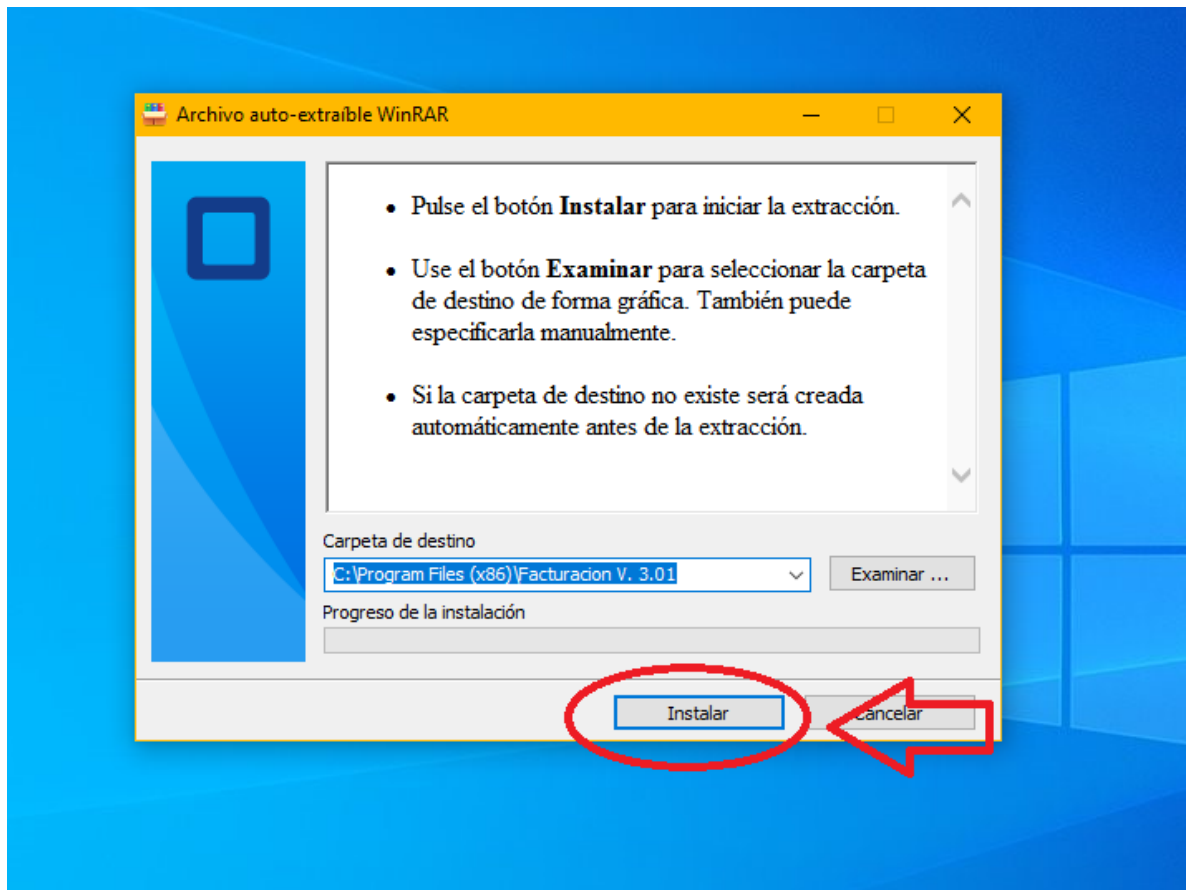 Archivo auto-extraíble WinRAR
• Pulse el botón Instalar para iniciar la extracción.
• Use el botón Examinar para seleccionar la carpeta
de destino de forma gráfica. También puede
especificarla manualmente.
• Si la carpeta de destino no existe será creada
automáticamente antes de la extracción.
Carpeta de destino
C:\Program Files (x86)\Facturacion V. 3.01
Examinar ...
Progreso de la instalación
Instalar
Cancelar